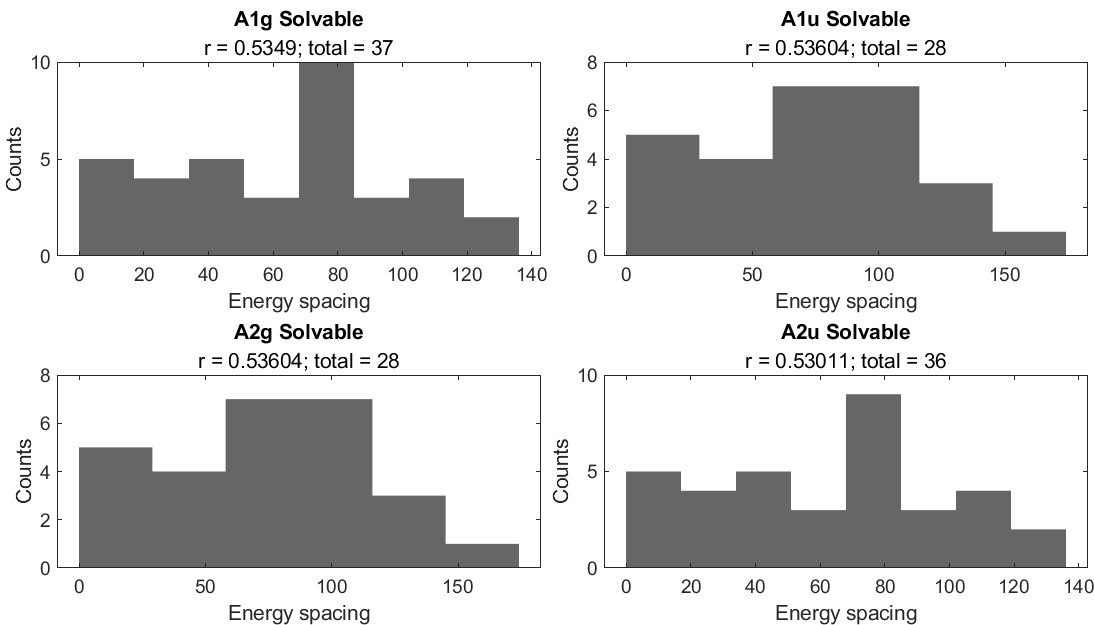 A1g Solvable
r = 0.5349; total = 37
10
5
0
Counts
0 20 40 60 80 100 120 140
Energy spacing
A1u Solvable
r = 0.53604; total = 28
8
6
4
2
0
Counts
0 50 100 150
Energy spacing
A2g Solvable
r = 0.53604; total = 28
8
6
4
2
0
Counts
0 50 100 150
Energy spacing
A2u Solvable
r = 0.53011; total = 36
10
5
0
Counts
0 20 40 60 80 100 120 140
Energy spacing